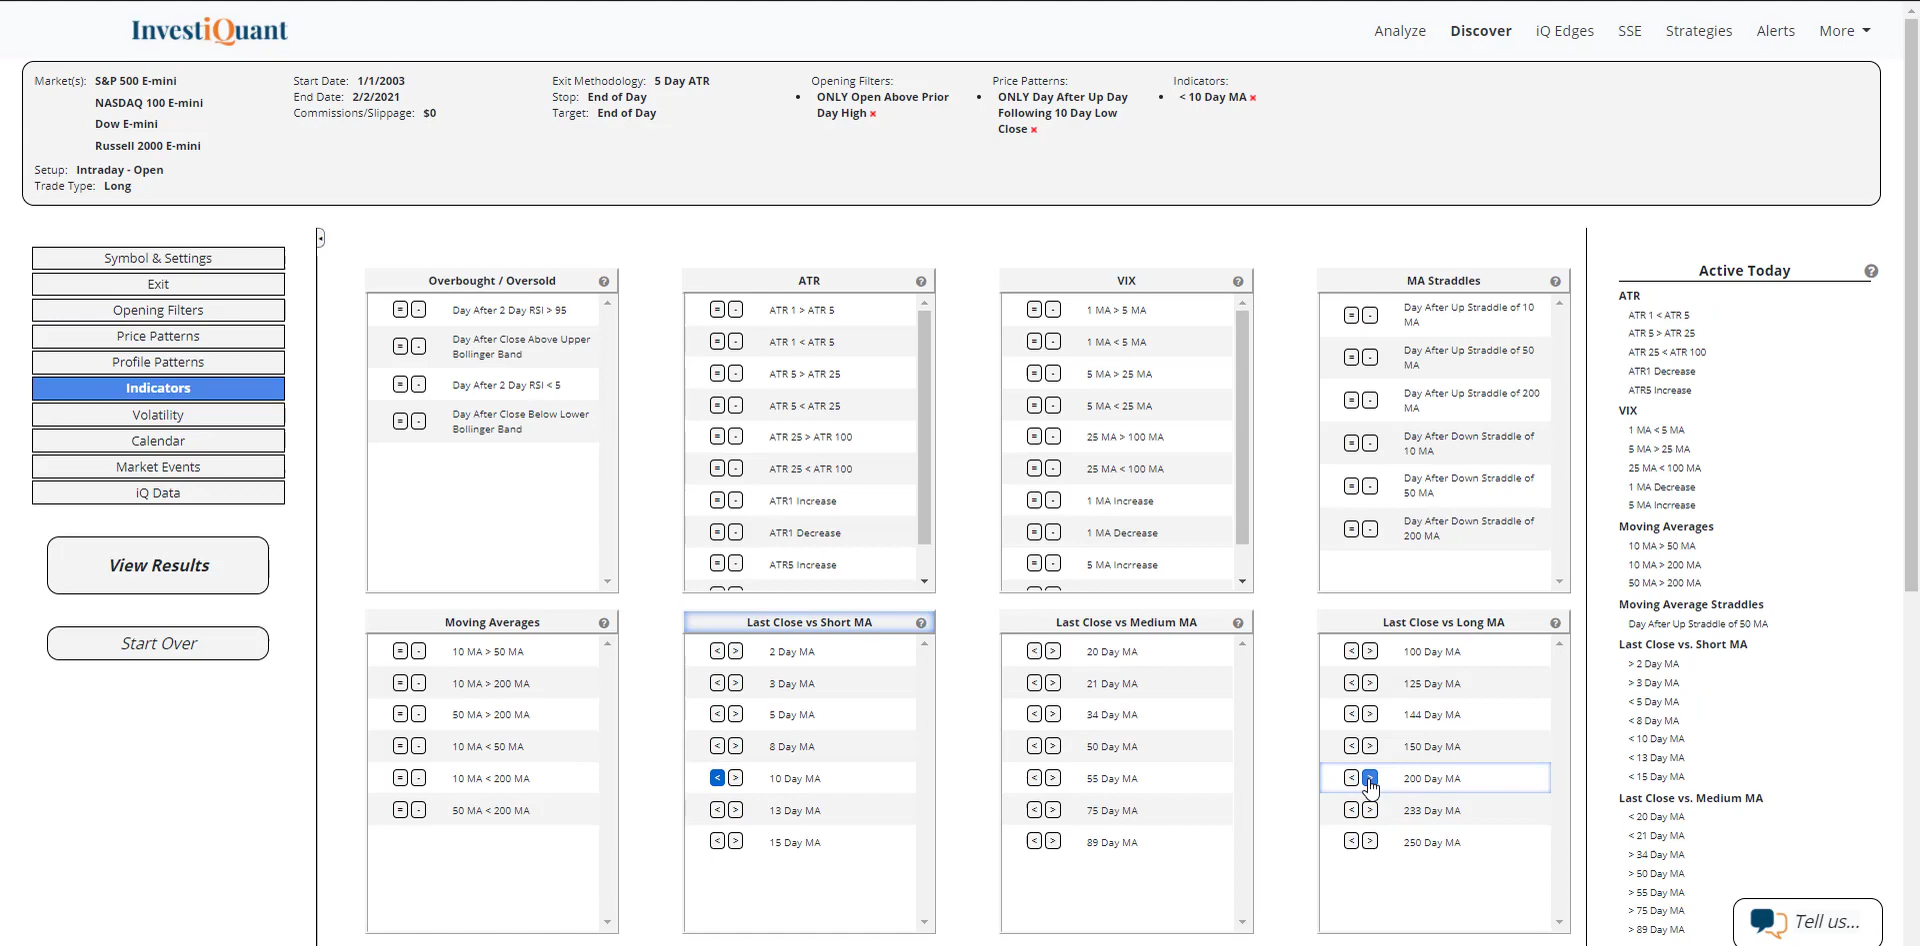 InvestiQuant
Analyze Discover iQ Edges SSE Strategies Alerts More
Market(s): S&P 500 E-mini
NASDAQ 100 E-mini
Dow E-mini
Russell 2000 E-mini
Setup: Intraday - Open
Trade Type: Long
Start Date: 1/1/2003
End Date: 2/2/2021
Commissions/Slippage: $0
Exit Methodology: 5 Day ATR
Stop: End of Day
Target: End of Day
Opening Filters:
• ONLY Open Above Prior
Day High x
Price Patterns:
• ONLY Day After Up Day
Following 10 Day Low
Close x
Indicators:
• < 10 Day MA x
Symbol & Settings
Exit
Opening Filters
Price Patterns
Profile Patterns
Indicators
Volatility
Calendar
Market Events
iQ Data
View Results
Start Over
Overbought / Oversold ?
= - Day After 2 Day RSI > 95
= - Day After Close Above Upper
Bollinger Band
= - Day After 2 Day RSI < 5
= - Day After Close Below Lower
Bollinger Band
ATR ?
= - ATR 1 > ATR 5
= - ATR 1 < ATR 5
= - ATR 5 > ATR 25
= - ATR 5 < ATR 25
= - ATR 25 > ATR 100
= - ATR 25 < ATR 100
= - ATR1 Increase
= - ATR1 Decrease
= - ATR5 Increase
VIX ?
= - 1 MA > 5 MA
= - 1 MA < 5 MA
= - 5 MA > 25 MA
= - 5 MA < 25 MA
= - 25 MA > 100 MA
= - 25 MA < 100 MA
= - 1 MA Increase
= - 1 MA Decrease
= - 5 MA Incrrease
MA Straddles ?
= - Day After Up Straddle of 10
MA
= - Day After Up Straddle of 50
MA
= - Day After Up Straddle of 200
MA
= - Day After Down Straddle of
10 MA
= - Day After Down Straddle of
50 MA
= - Day After Down Straddle of
200 MA
Moving Averages ?
= - 10 MA > 50 MA
= - 10 MA > 200 MA
= - 50 MA > 200 MA
= - 10 MA < 50 MA
= - 10 MA < 200 MA
= - 50 MA < 200 MA
Last Close vs Short MA ?
< > 2 Day MA
< > 3 Day MA
< > 5 Day MA
< > 8 Day MA
< > 10 Day MA
< > 13 Day MA
< > 15 Day MA
Last Close vs Medium MA ?
< > 20 Day MA
< > 21 Day MA
< > 34 Day MA
< > 50 Day MA
< > 55 Day MA
< > 75 Day MA
< > 89 Day MA
Last Close vs Long MA ?
< > 100 Day MA
< > 125 Day MA
< > 144 Day MA
< > 150 Day MA
< > 200 Day MA
< > 233 Day MA
< > 250 Day MA
Active Today ?
ATR
ATR 1 < ATR 5
ATR 5 > ATR 25
ATR 25 < ATR 100
ATR1 Decrease
ATR5 Increase
VIX
1 MA < 5 MA
5 MA > 25 MA
25 MA < 100 MA
1 MA Decrease
5 MA Incrrease
Moving Averages
10 MA > 50 MA
10 MA > 200 MA
50 MA > 200 MA
Moving Average Straddles
Day After Up Straddle of 50 MA
Last Close vs. Short MA
> 2 Day MA
> 3 Day MA
< 5 Day MA
< 8 Day MA
< 10 Day MA
< 13 Day MA
< 15 Day MA
Last Close vs. Medium MA
< 20 Day MA
< 21 Day MA
> 34 Day MA
> 50 Day MA
> 55 Day MA
> 75 Day MA
> 89 Day MA
Tell us...